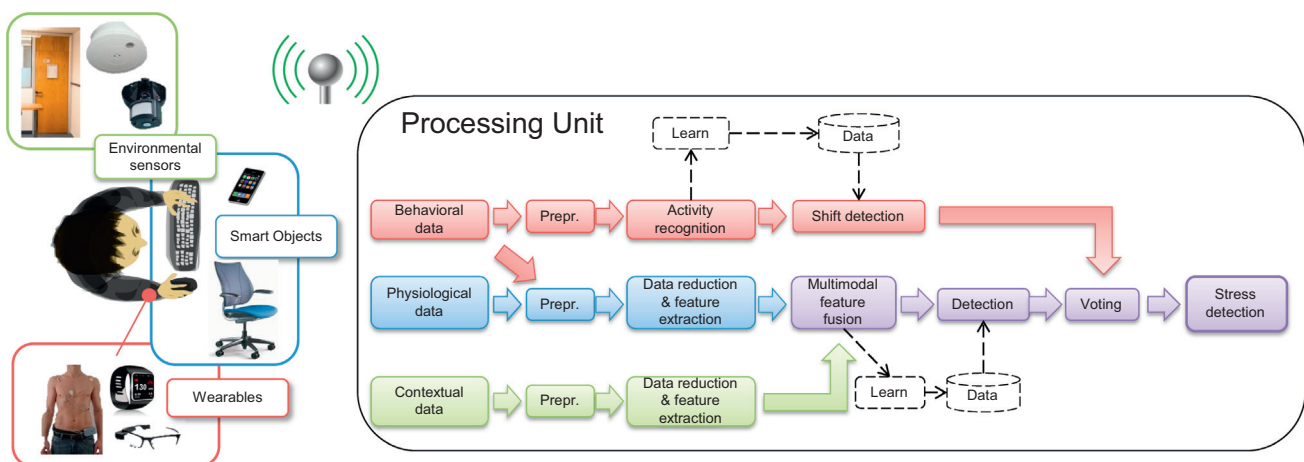 Environmental
sensors
Smart Objects
130
Wearables
Processing Unit
Learn
Data
Behavioral
data
Prepr.
Activity
recognition
Shift detection
Physiological
data
Prepr.
Data reduction
& feature
extraction
Multimodal
feature
fusion
Detection
Voting
Stress
detection
Contextual
data
Prepr.
Data reduction
& feature
extraction
Learn
Data